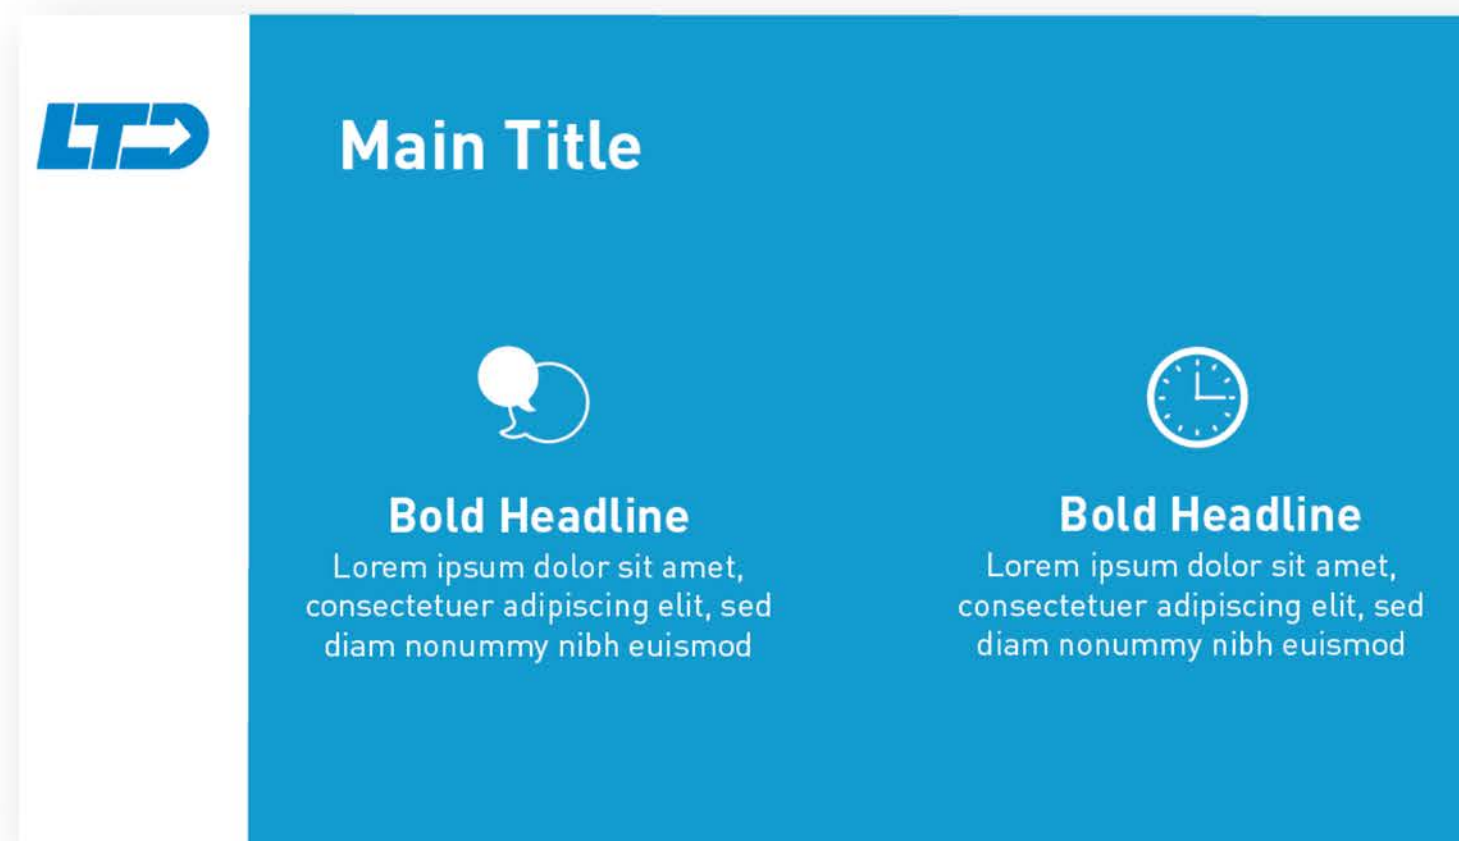 LTD
Main Title
Bold Headline
Lorem ipsum dolor sit amet,
consectetuer adipiscing elit, sed
diam nonummy nibh euismod
Bold Headline
Lorem ipsum dolor sit amet,
consectetuer adipiscing elit, sed
diam nonummy nibh euismod